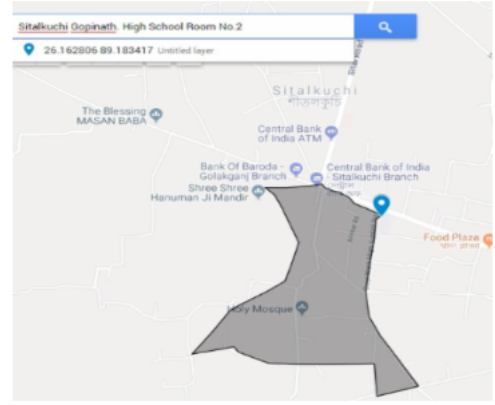 Sitalkuchi Gopinath. High School Room No.2
26.162806 89.183417 Untitled layer
Sitalkuchi
শীতলকুচি
The Blessing
MASAN BABA
Central Bank
of India ATM
Bank Of Baroda -
Golakganj Branch
Central Bank of India
- Sitalkuchi Branch
Shree Shree
Hanuman Ji Mandir
Food Plaza
Holy Mosque